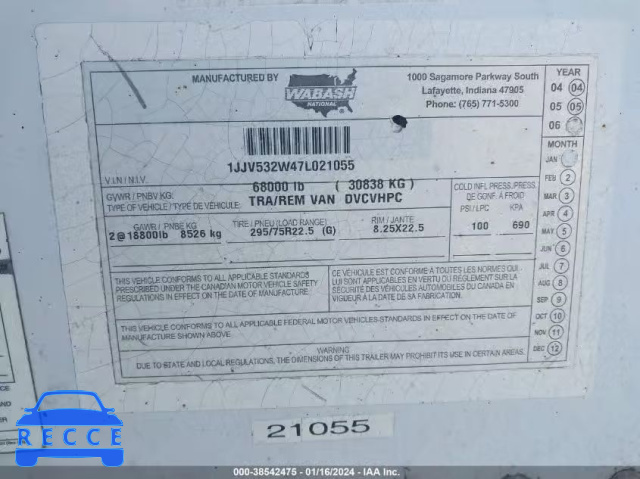 MANUFACTURED BY
WABASH
NATIONAL
1000 Sagamore Parkway South
Lafayette, Indiana 47905
Phone: (765) 771-5300
YEAR
04 04
05 05
06
MONTH
JAN
FEB 2
MAR 3
APR 4
MAY 5
JUN 6
JUL 7
AUG 8
SEP 9
OCT 10
NOV 11
DEC 12
1JJV532W47L021055
V.I.N./N.I.V.
GVWR / PNBV KG: 68000 lb ( 30838 KG )
TYPE OF VEHICLE / TYPE DE VÉHICULE: TRA/REM VAN DVCVHPC
COLD INFL. PRESS./PRESS.
DE GONF. A FROID
PSI / LPC KPA
100 690
GAWR / PNBE KG
2@18800lb 8526 kg
TIRE / PNEU (LOAD RANGE)
295/75R22.5 (G)
RIM / JANTE
8.25X22.5
THIS VEHICLE CONFORMS TO ALL APPLICABLE STANDARDS
PRESCRIBED UNDER THE CANADIAN MOTOR VEHICLE SAFETY
REGULATIONS IN EFFECT ON THE DATE OF MANUFACTURE.
CE VÉHICULE EST CONFORME A TOUTES LES NORMES QUI
LUI SONT APPLICABLES EN VERTU DU RÈGLEMENT SUR LA
SÉCURITÉ DES VÉHICULES AUTOMOBILES DU CANADA EN
VIGUEUR A LA DATE DE SA FABRICATION.
THIS VEHICLE CONFORMS TO ALL APPLICABLE FEDERAL MOTOR VEHICLE STANDARDS IN EFFECT ON THE DATE OF
MANUFACTURE SHOWN ABOVE.
WARNING
DUE TO STATE AND LOCAL REGULATIONS, THE DIMENSIONS OF THIS TRAILER MAY PREVENT ITS USE IN CERTAIN AREAS.
21055
RECCE
000-38542475 - 01/16/2024 - IAA Inc.